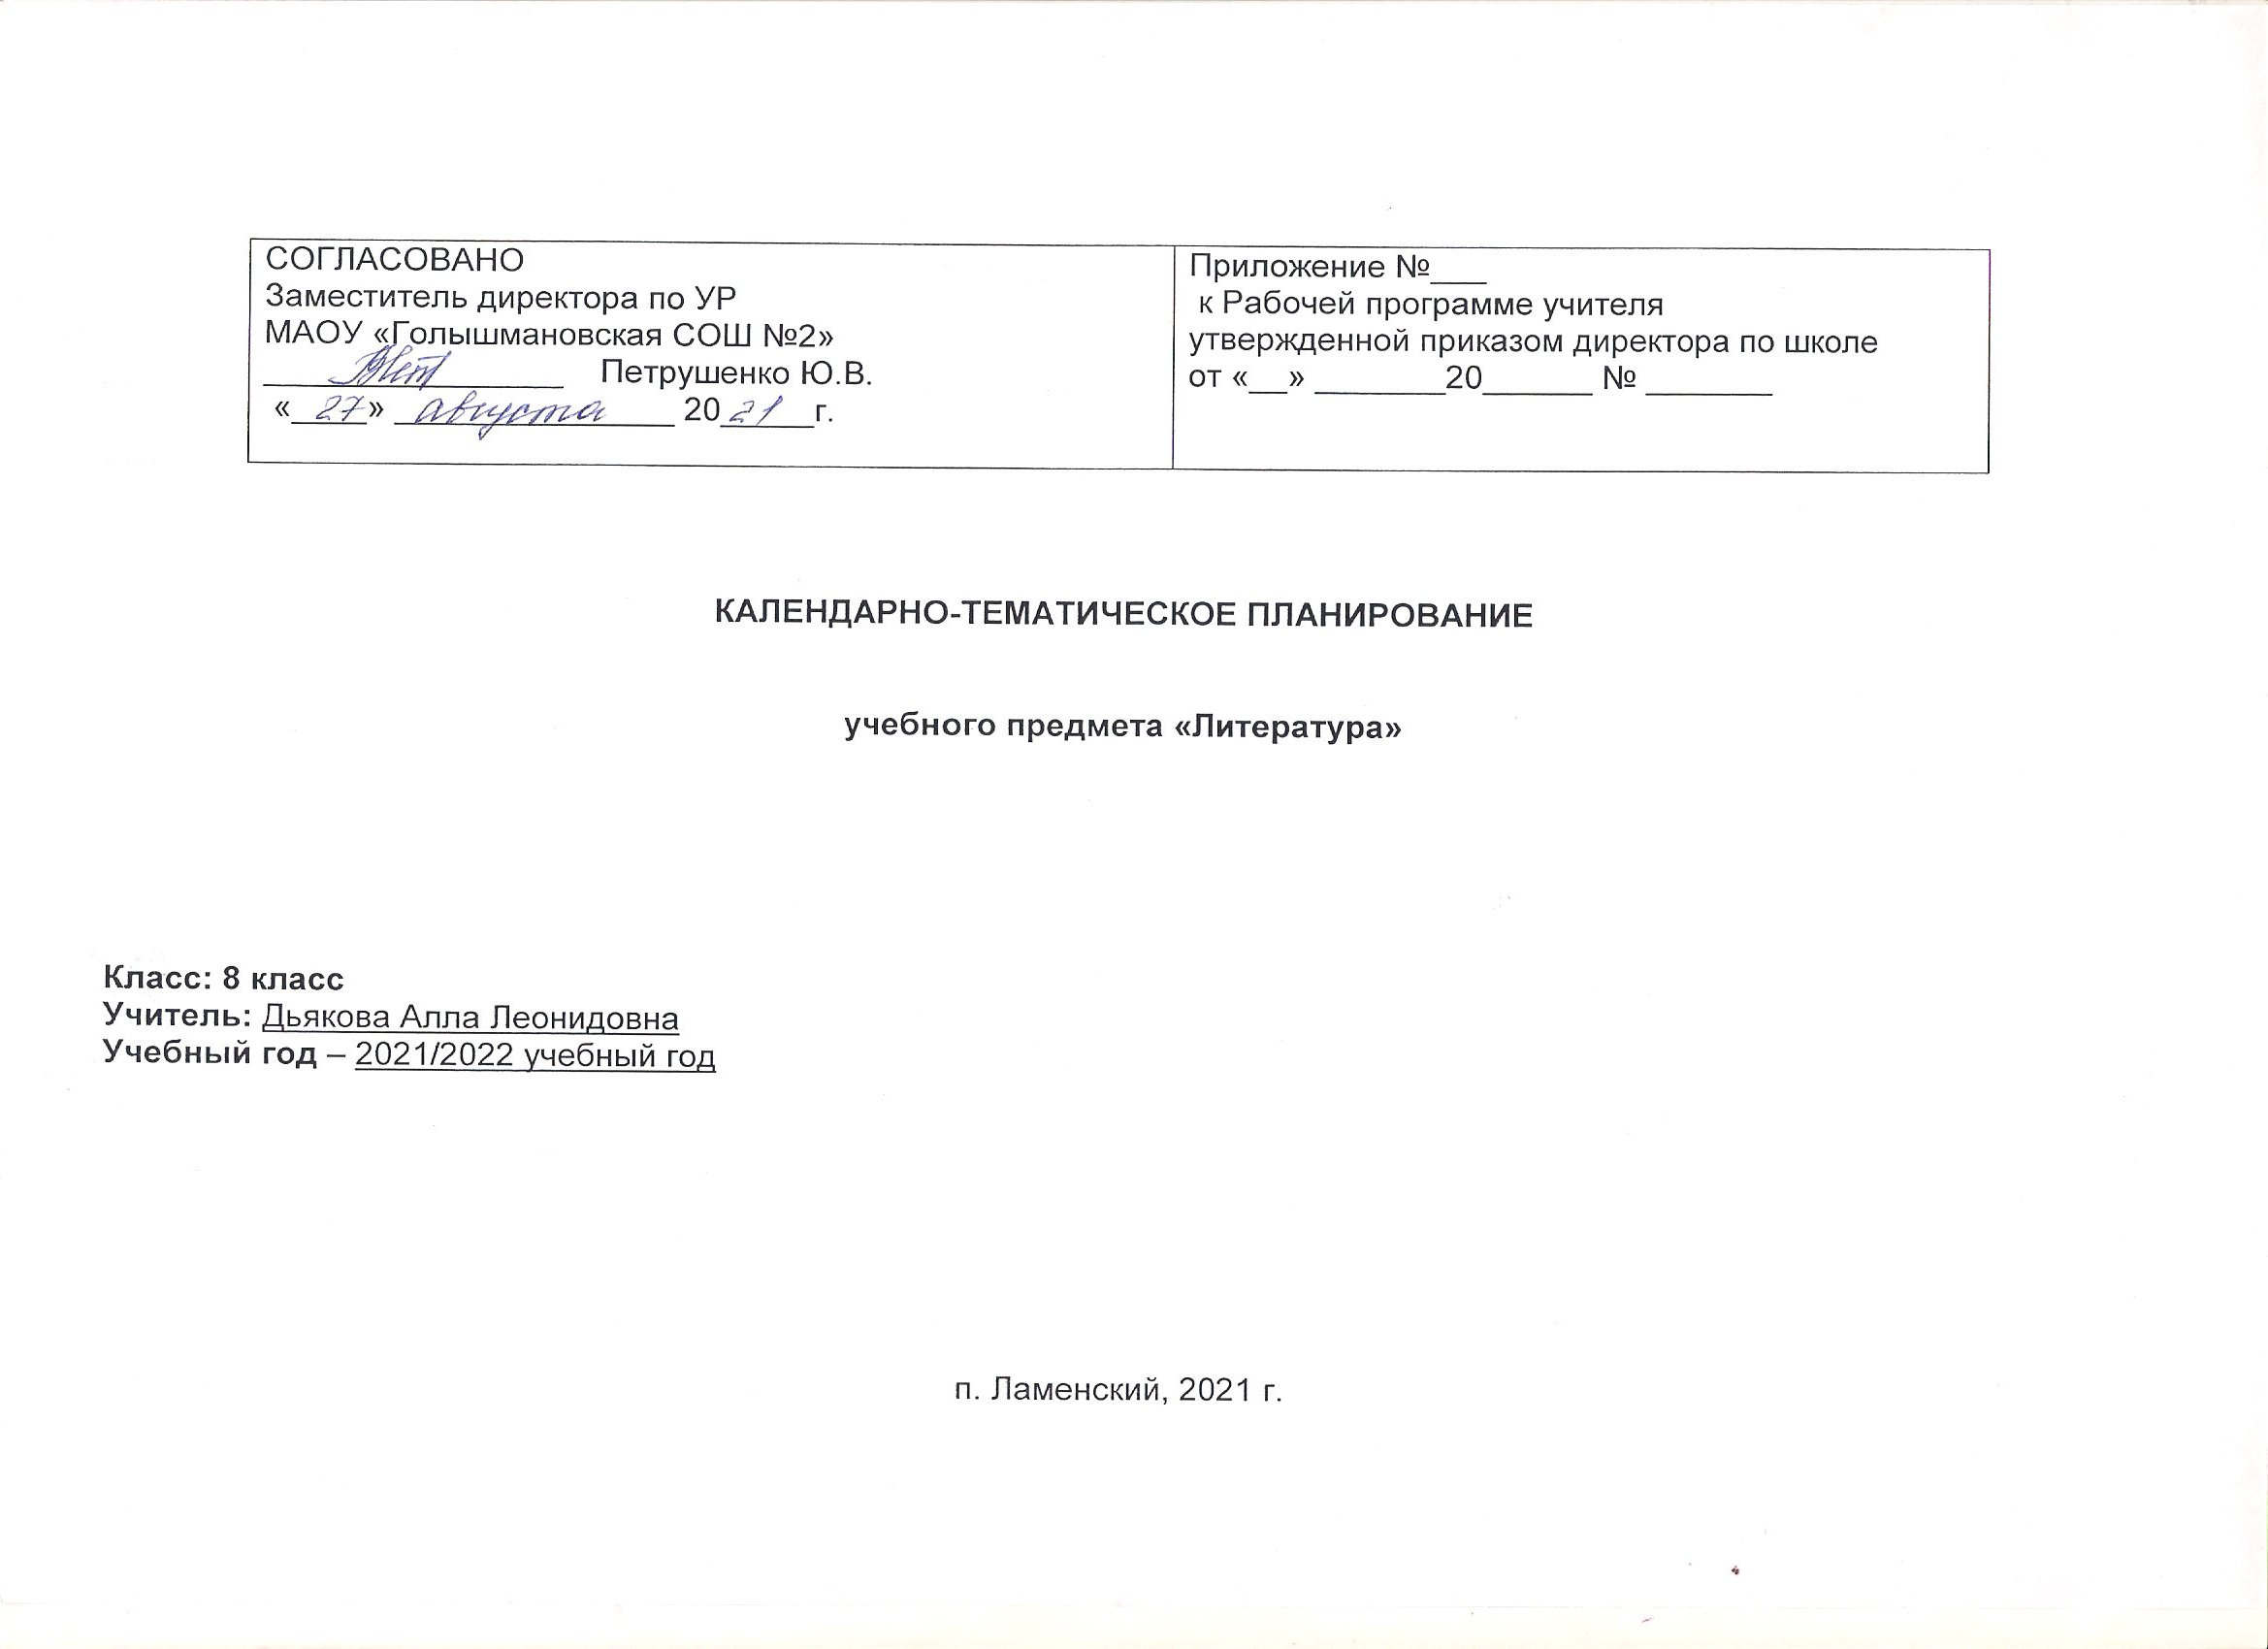 СОГЛАСОВАНО
Заместитель директора по УР
МАОУ «Голышмановская СОШ №2»
________________ Петрушенко Ю.В.
«27» августа 2021 г.
Приложение №___
к Рабочей программе учителя
утвержденной приказом директора по школе
от «__» _______20______ № _______
КАЛЕНДАРНО-ТЕМАТИЧЕСКОЕ ПЛАНИРОВАНИЕ
учебного предмета «Литература»
Класс: 8 класс
Учитель: Дьякова Алла Леонидовна
Учебный год – 2021/2022 учебный год
п. Ламенский, 2021 г.